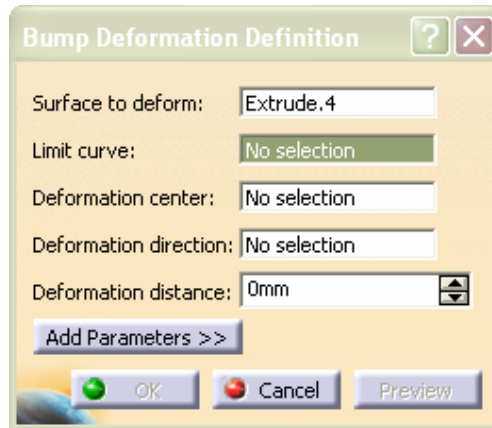 Bump Deformation Definition ?
Surface to deform: Extrude.4
Limit curve: No selection
Deformation center: No selection
Deformation direction: No selection
Deformation distance: 0mm
Add Parameters >>
OK Cancel Preview